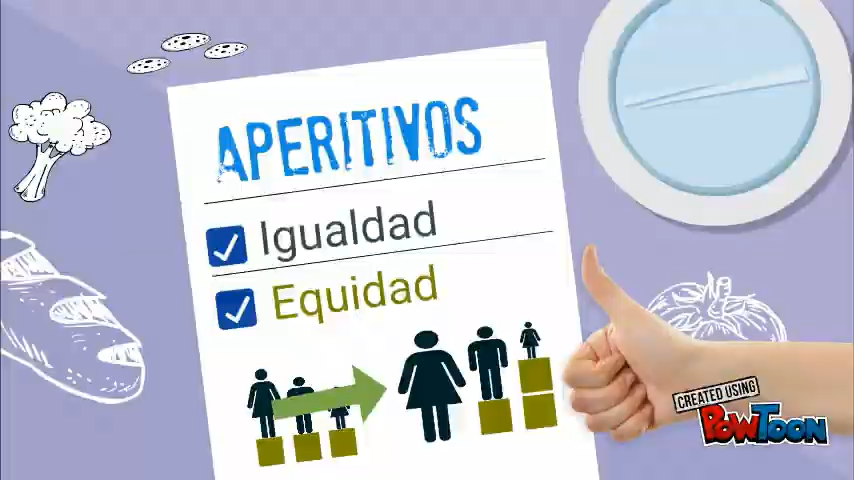 APERITIVOS
Igualdad
Equidad
CREATED USING
POWTOON